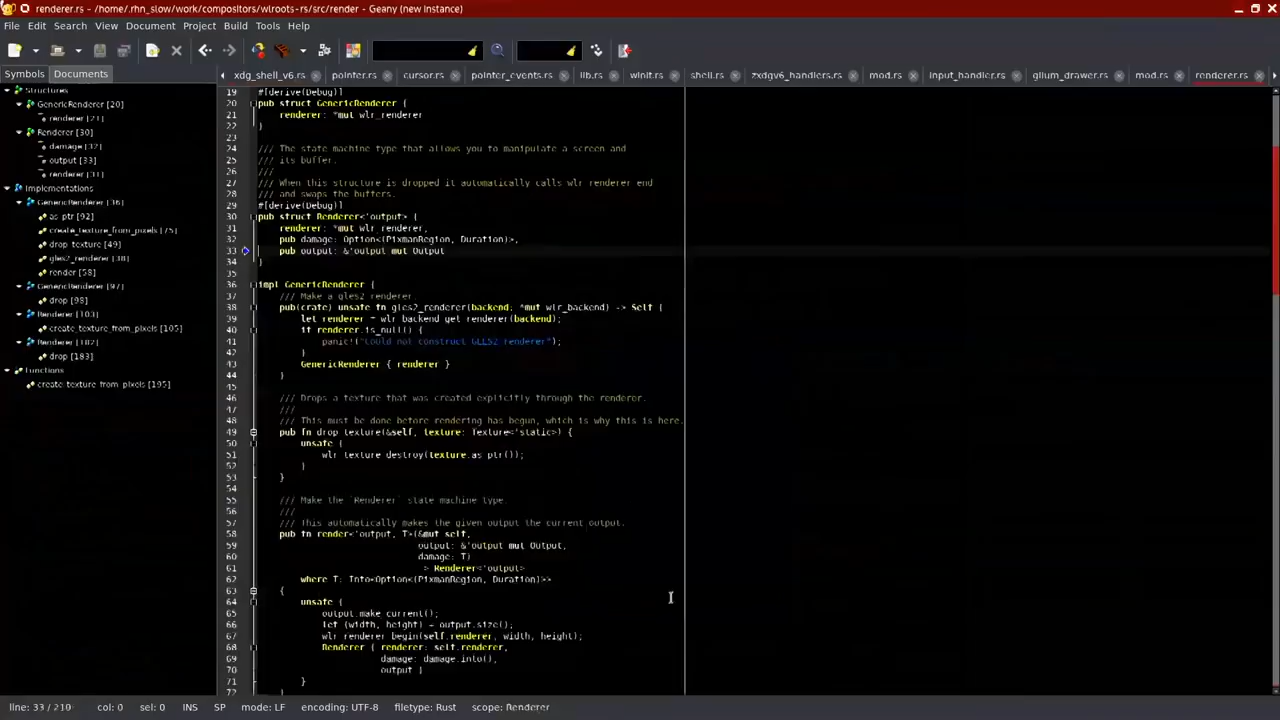 renderer.rs - /home/.rhn_slow/work/compositors/wlroots-rs/src/render - Geany (new instance)
File Edit Search View Document Project Build Tools Help
Symbols Documents
xdg_shell_v6.rs pointer.rs cursor.rs pointer_events.rs lib.rs winit.rs shell.rs zxdgv6_handlers.rs mod.rs input_handler.rs glium_drawer.rs mod.rs renderer.rs
Structures
GenericRenderer [20]
renderer [21]
Renderer [30]
damage [32]
output [33]
renderer [31]
Implementations
GenericRenderer [36]
as_ptr [92]
create_texture_from_pixels [75]
drop_texture [49]
gles2_renderer [38]
render [58]
GenericRenderer [97]
drop [98]
Renderer [103]
create_texture_from_pixels [105]
Renderer [182]
drop [183]
Functions
create_texture_from_pixels [195]
19 #[derive(Debug)]
20 pub struct GenericRenderer {
21 renderer: *mut wlr_renderer
22 }
23
24 /// The state machine type that allows you to manipulate a screen and
25 /// its buffer.
26 ///
27 /// When this structure is dropped it automatically calls wlr_renderer_end
28 /// and swaps the buffers.
29 #[derive(Debug)]
30 pub struct Renderer<'output> {
31 renderer: *mut wlr_renderer,
32 pub damage: Option<(PixmanRegion, Duration)>,
33 pub output: &'output mut Output
34 }
35
36 impl GenericRenderer {
37 /// Make a gles2 renderer.
38 pub(crate) unsafe fn gles2_renderer(backend: *mut wlr_backend) -> Self {
39 let renderer = wlr_backend_get_renderer(backend);
40 if renderer.is_null() {
41 panic!("Could not construct GLES2 renderer");
42 }
43 GenericRenderer { renderer }
44 }
45
46 /// Drops a texture that was created explicitly through the renderor.
47 ///
48 /// This must be done before rendering has begun, which is why this is here.
49 pub fn drop_texture(&self, texture: Texture<'static>) {
50 unsafe {
51 wlr_texture_destroy(texture.as_ptr());
52 }
53 }
54
55 /// Make the `Renderer` state machine type.
56 ///
57 /// This automatically makes the given output the current output.
58 pub fn render<'output, T>(&mut self,
59 output: &'output mut Output,
60 damage: T)
61 -> Renderer<'output>
62 where T: Into<Option<(PixmanRegion, Duration)>>
63 {
64 unsafe {
65 output.make_current();
66 let (width, height) = output.size();
67 wlr_renderer_begin(self.renderer, width, height);
68 Renderer { renderer: self.renderer,
69 damage: damage.into(),
70 output }
71 }
72 }
line: 33 / 210 col: 0 sel: 0 INS SP mode: LF encoding: UTF-8 filetype: Rust scope: Renderer